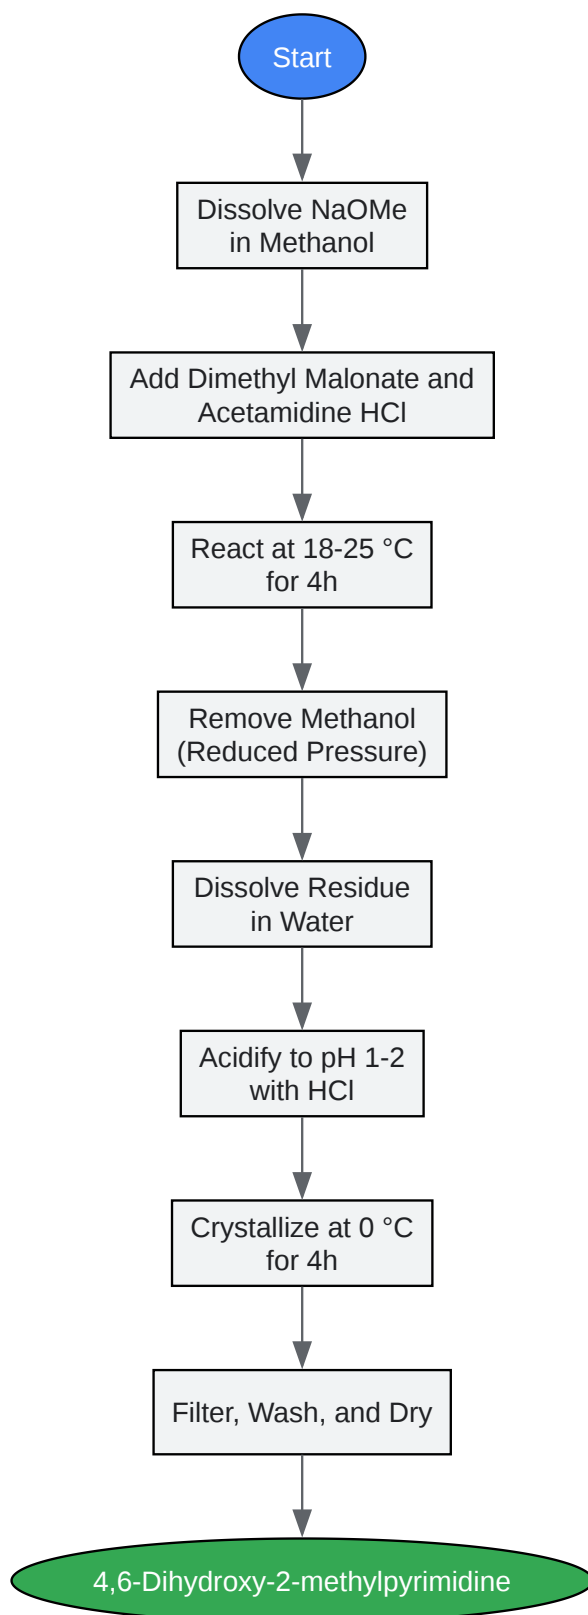 Start
Dissolve NaOMe
in Methanol
Add Dimethyl Malonate and
Acetamidine HCl
React at 18-25 °C
for 4h
Remove Methanol
(Reduced Pressure)
Dissolve Residue
in Water
Acidify to pH 1-2
with HCl
Crystallize at 0 °C
for 4h
Filter, Wash, and Dry
4,6-Dihydroxy-2-methylpyrimidine